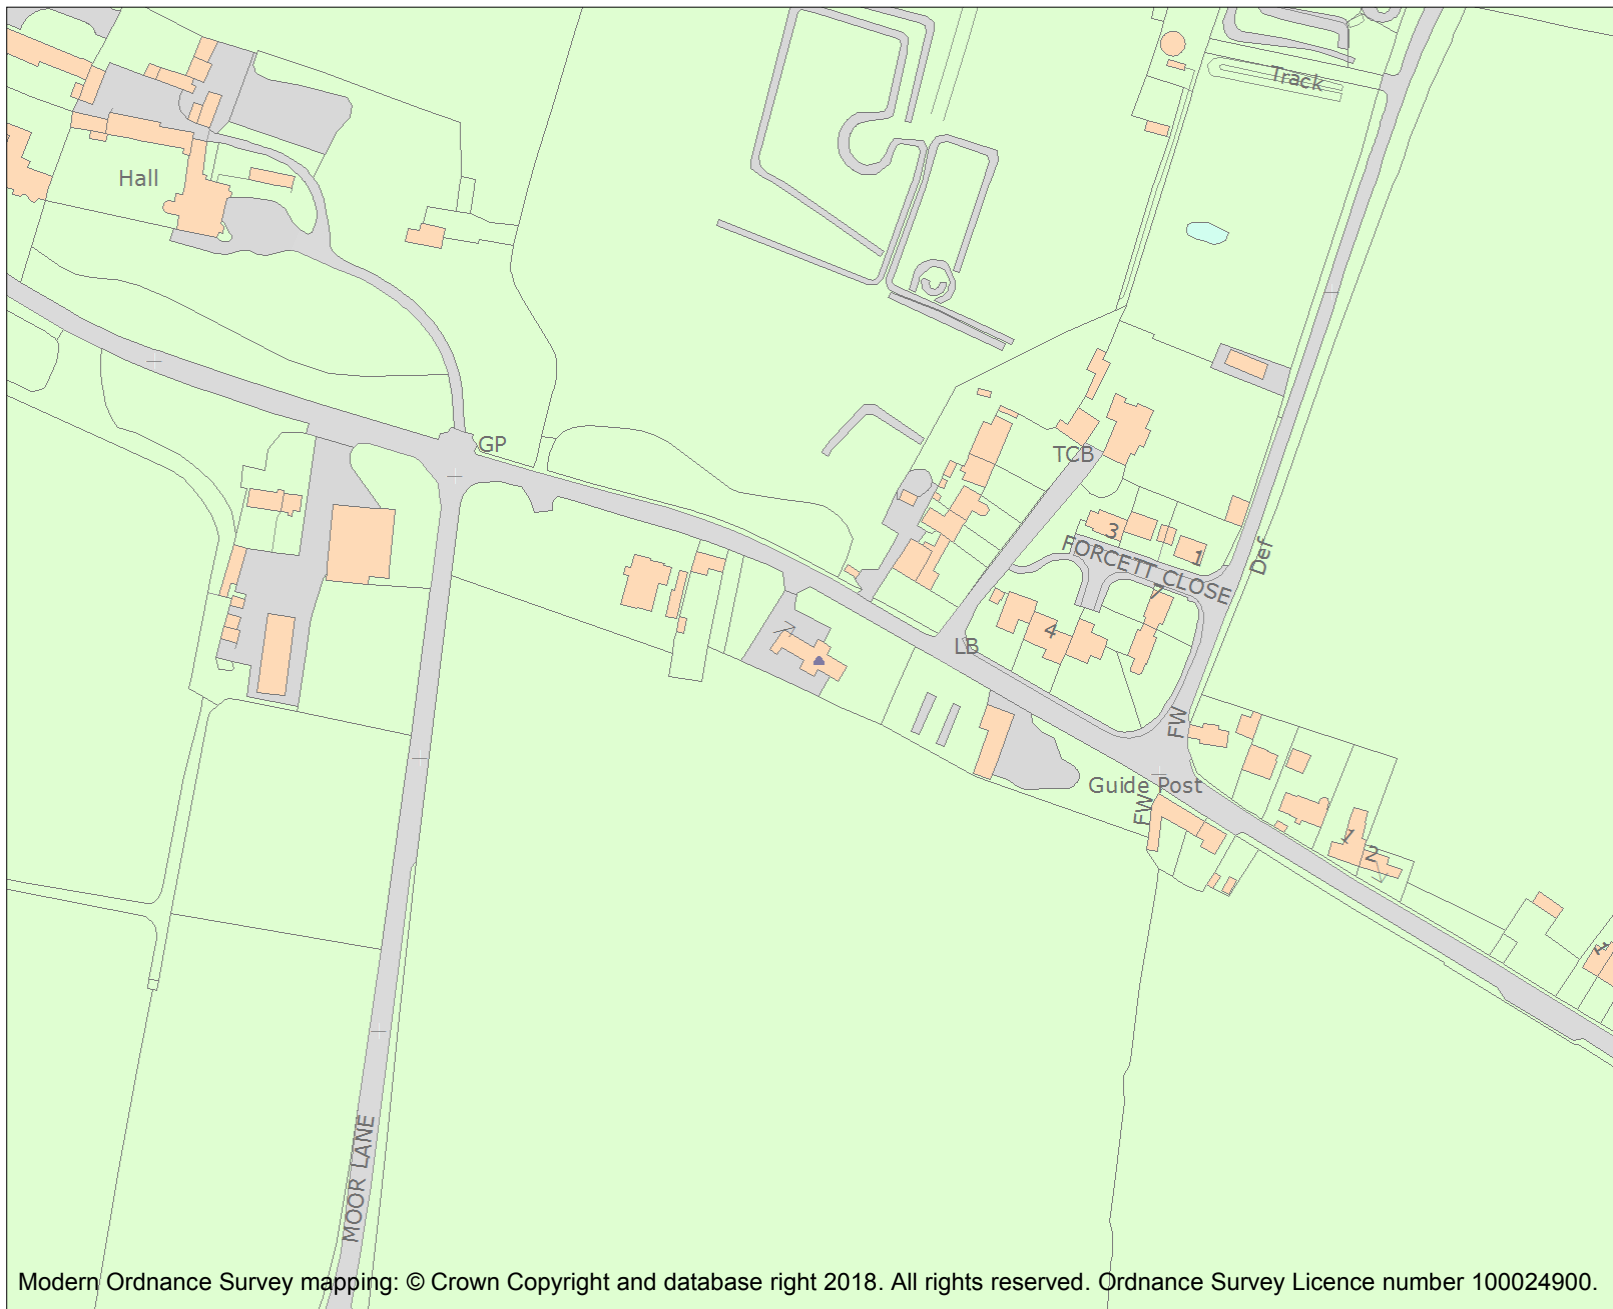 Track
Hall
GP
TCB
3
1
FORCETT CLOSE
Def
7
7
4
LB
FW
Guide Post
FW
1
2
1
MOOR LANE
Modern Ordnance Survey mapping: © Crown Copyright and database right 2018. All rights reserved. Ordnance Survey Licence number 100024900.